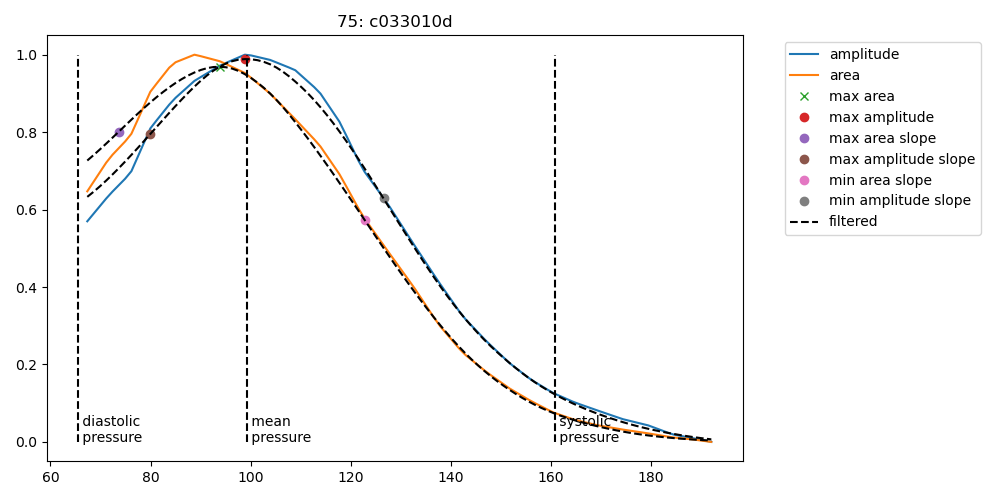 75: c033010d
1.0
0.8
0.6
0.4
0.2
0.0
60
80
100
120
140
160
180
diastolic
pressure
mean
pressure
systolic
pressure
amplitude
area
max area
max amplitude
max area slope
max amplitude slope
min area slope
min amplitude slope
filtered